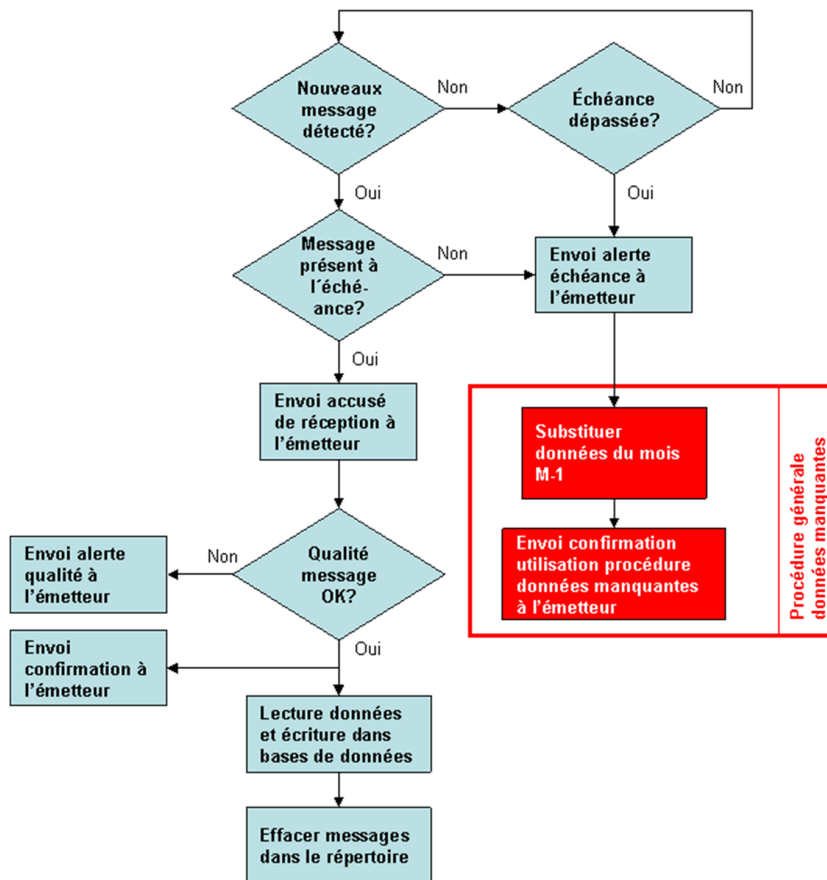 Nouveaux
message
détecté?
Non
Échéance
dépassée?
Non
Oui
Oui
Message
présent à
l´éché-
ance?
Non
Envoi alerte
échéance à
l'émetteur
Oui
Envoi accusé
de réception à
l'émetteur
Substituer
données du mois
M-1
Envoi confirmation
utilisation procédure
données manquantes
à l'émetteur
Procédure générale
données manquantes
Qualité
message
OK?
Non
Envoi alerte
qualité à
l'émetteur
Oui
Envoi
confirmation à
l'émetteur
Lecture données
et écriture dans
bases de données
Effacer messages
dans le répertoire